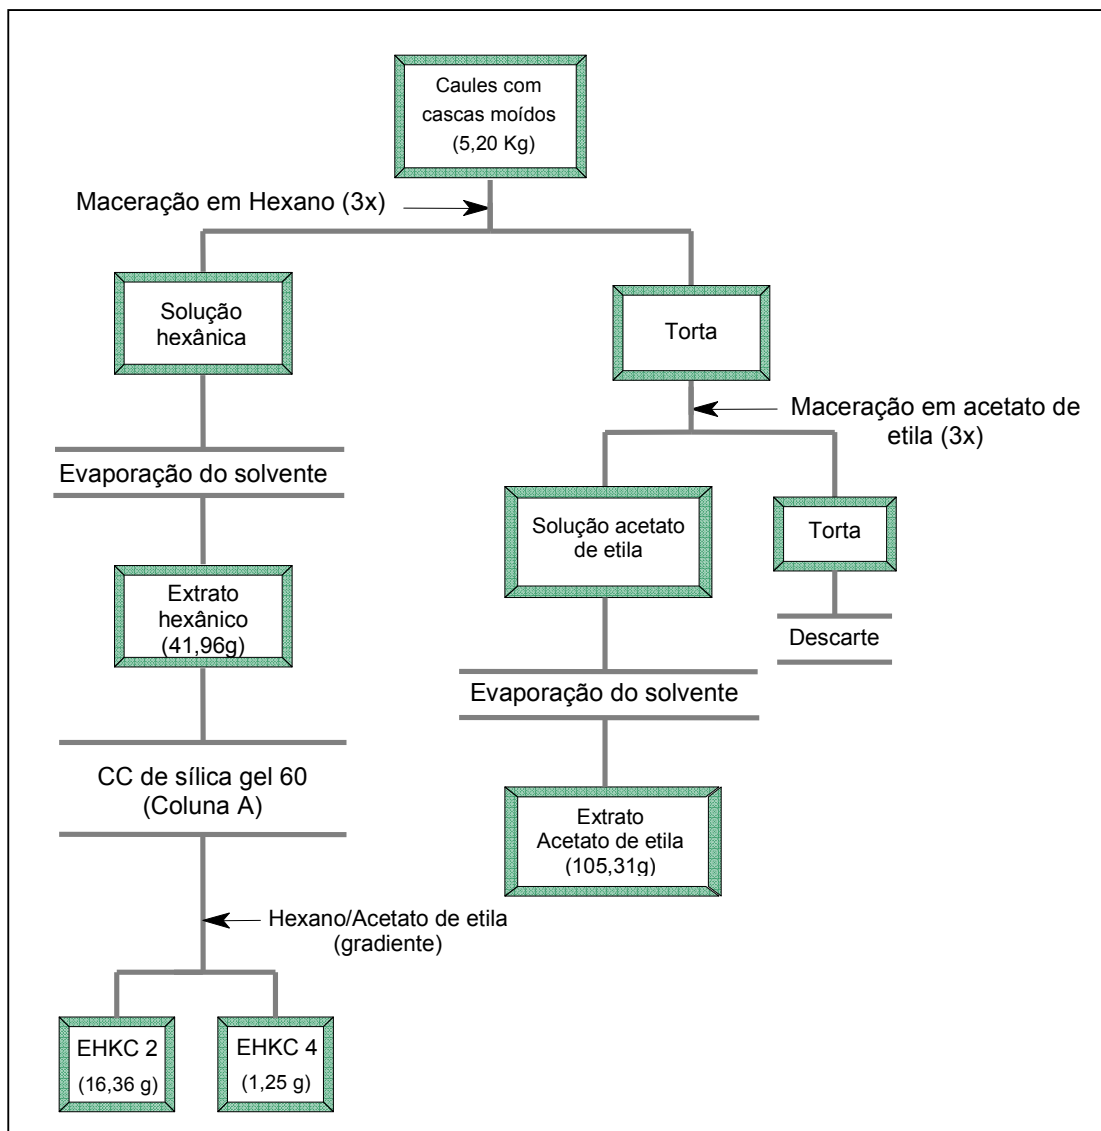 Caules com
cascas moídos
(5,20 Kg)
Maceração em Hexano (3x)
Solução
hexânica
Torta
Maceração em acetato de
etila (3x)
Evaporação do solvente
Solução acetato
de etila
Torta
Extrato
hexânico
(41,96g)
Descarte
Evaporação do solvente
CC de sílica gel 60
(Coluna A)
Extrato
Acetato de etila
(105,31g)
Hexano/Acetato de etila
(gradiente)
EHKC 2
(16,36 g)
EHKC 4
(1,25 g)